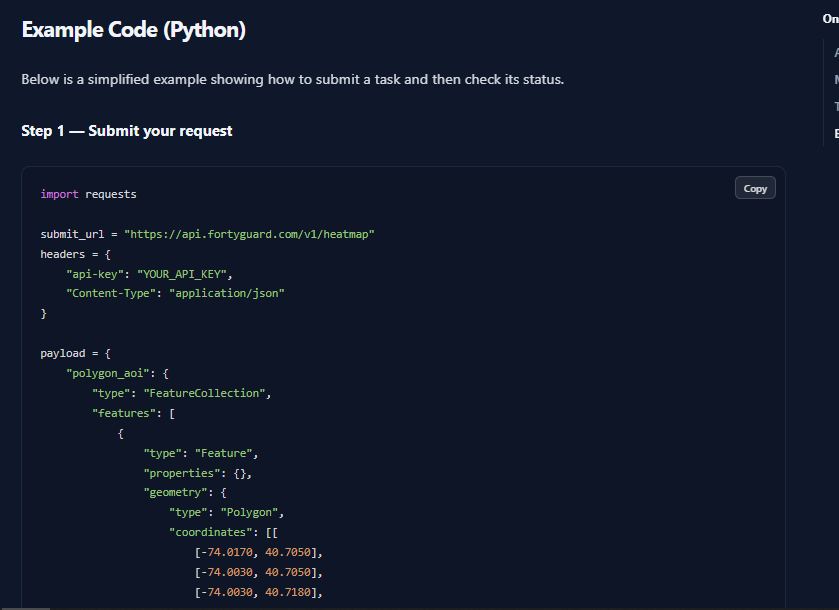 Example Code (Python)
On
Below is a simplified example showing how to submit a task and then check its status.
Step 1 — Submit your request
Copy
import requests
submit_url = "https://api.fortyguard.com/v1/heatmap"
headers = {
    "api-key": "YOUR_API_KEY",
    "Content-Type": "application/json"
}
payload = {
    "polygon_aoi": {
        "type": "FeatureCollection",
        "features": [
            {
                "type": "Feature",
                "properties": {},
                "geometry": {
                    "type": "Polygon",
                    "coordinates": [[
                        [-74.0170, 40.7050],
                        [-74.0030, 40.7050],
                        [-74.0030, 40.7180],